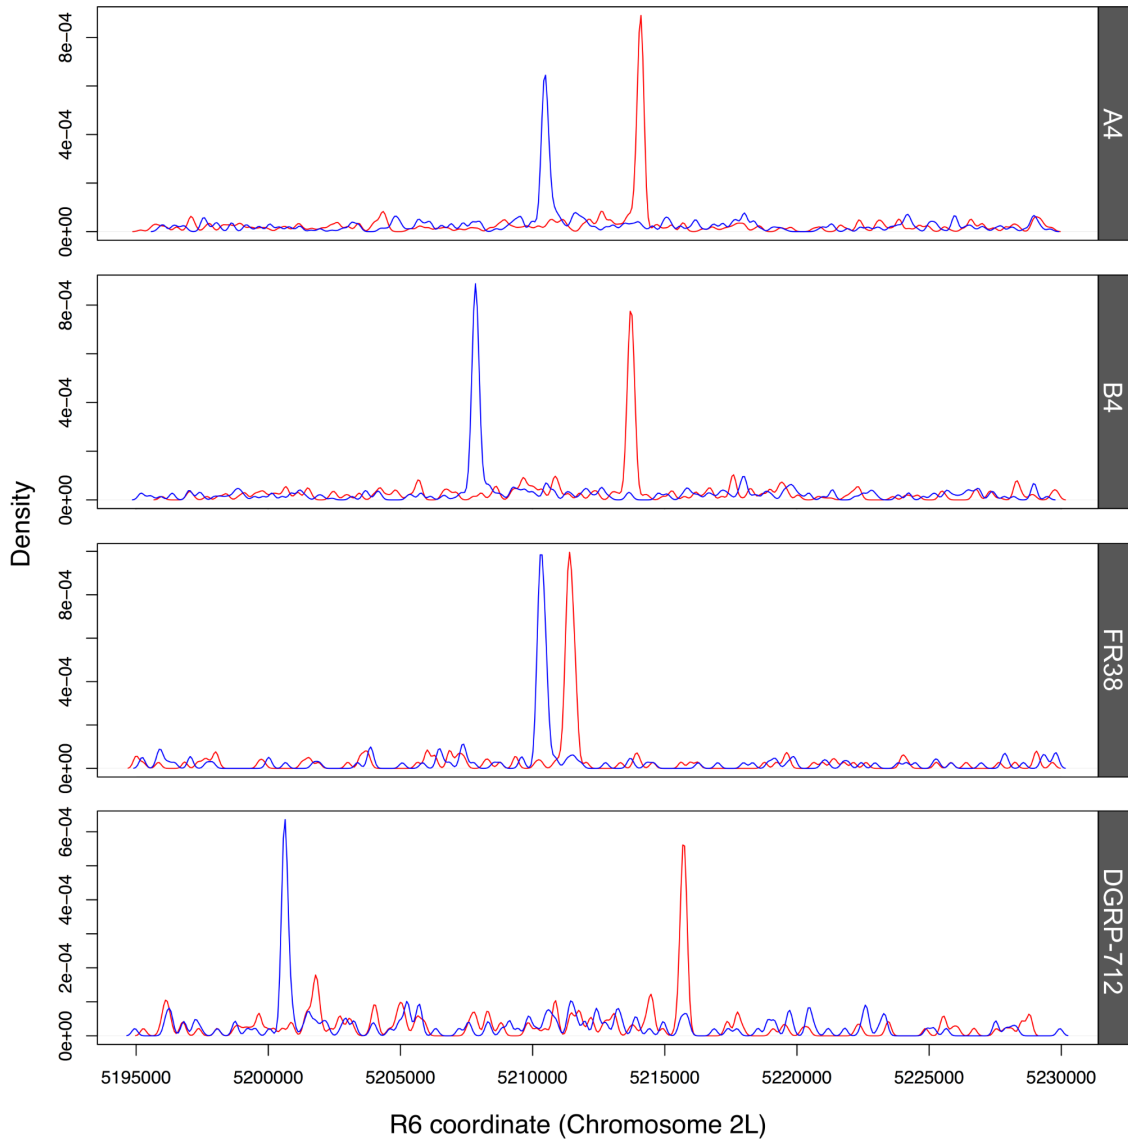 Density
0e+00 4e−04 8e−04
A4
0e+00 4e−04 8e−04
B4
0e+00 4e−04 8e−04
FR38
0e+00 2e−04 4e−04 6e−04
DGRP-712
5195000 5200000 5205000 5210000 5215000 5220000 5225000 5230000
R6 coordinate (Chromosome 2L)